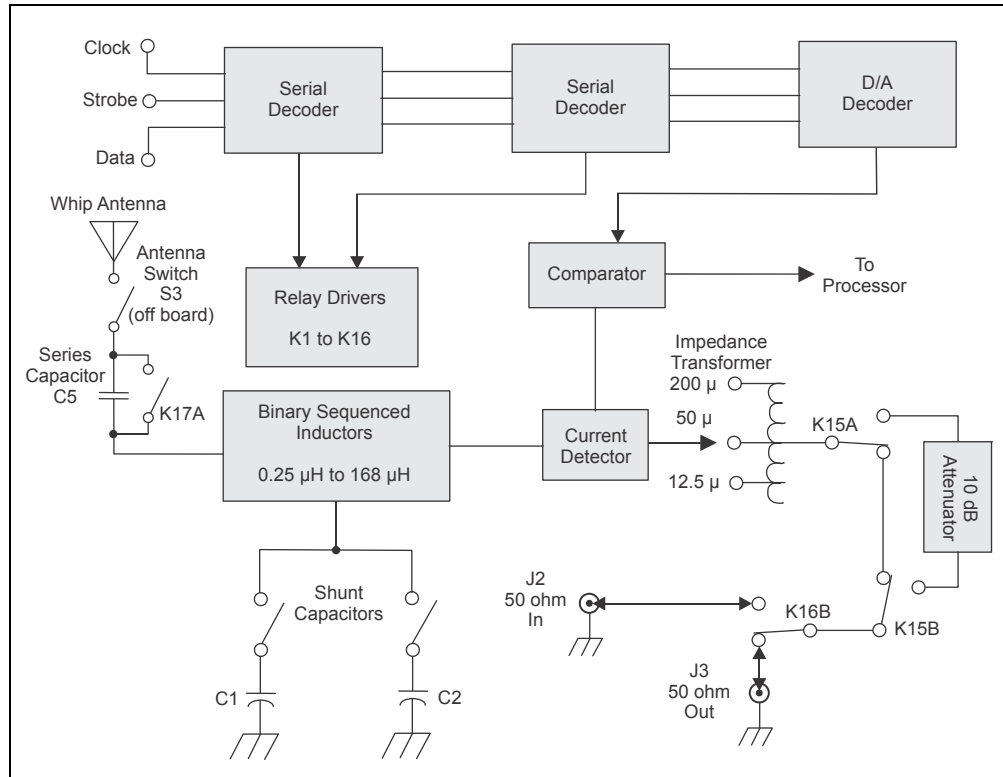 Clock
Strobe
Data
Serial
Decoder
Serial
Decoder
D/A
Decoder
Whip Antenna
Antenna
Switch
S3
(off board)
Series
Capacitor
C5
K17A
Relay Drivers
K1 to K16
Comparator
To
Processor
Binary Sequenced
Inductors
0.25 µH to 168 µH
Current
Detector
Impedance
Transformer
200 µ
50 µ
12.5 µ
K15A
10 dB
Attenuator
Shunt
Capacitors
C1
C2
J2
50 ohm
In
K16B
K15B
J3
50 ohm
Out